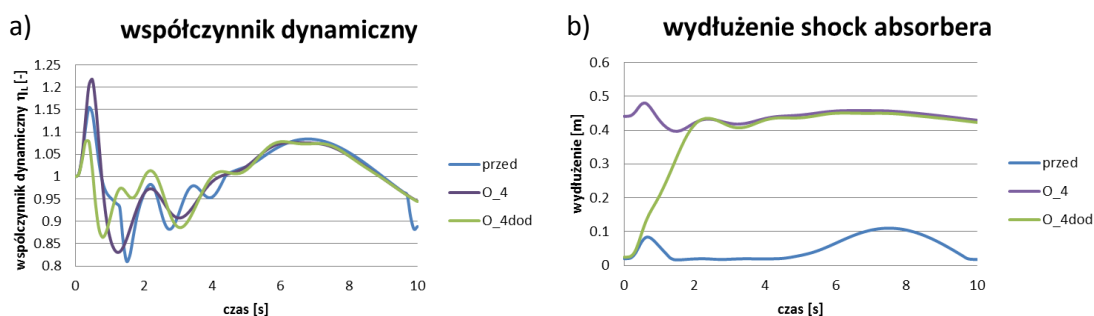 a) współczynnik dynamiczny
współczynnik dynamiczny ηL [-]
1.25
1.2
1.15
1.10
1.05
1
0.95
0.9
0.85
0.8
0
2
4
6
8
10
czas [s]
przed
O_4
O_4dod
b) wydłużenie shock absorbera
wydłużenie [m]
0.6
0.5
0.4
0.3
0.2
0.1
0
0
2
4
6
8
10
czas [s]
przed
O_4
O_4dod